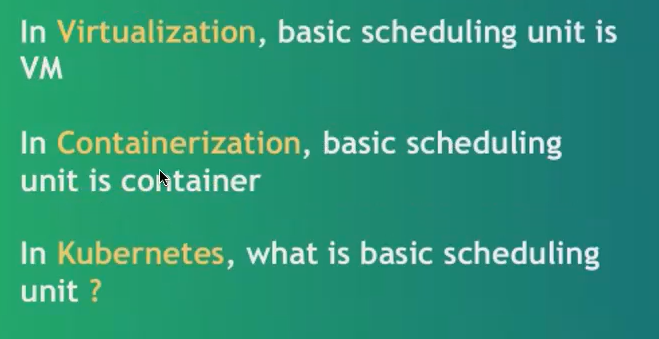 In Virtualization, basic scheduling unit is
VM
In Containerization, basic scheduling
unit is container
In Kubernetes, what is basic scheduling
unit ?